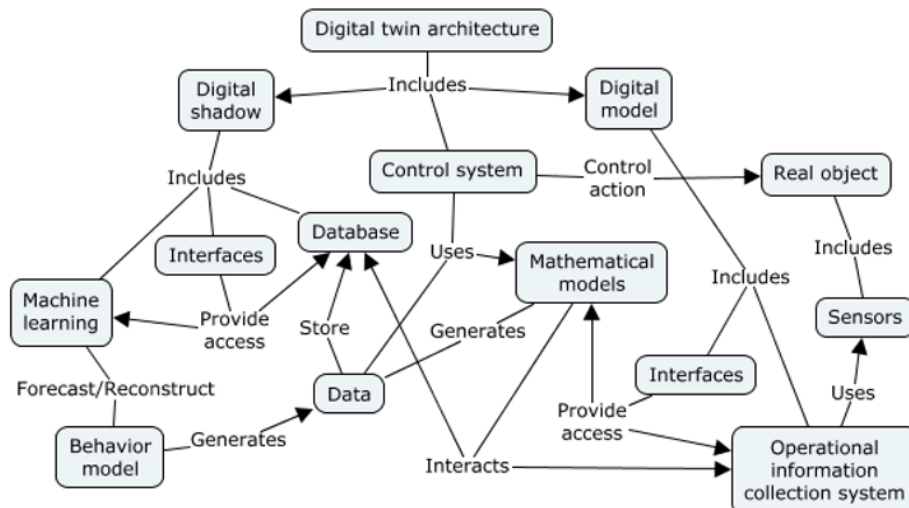 Digital twin architecture
Includes
Digital
shadow
Digital
model
Control system
Control
action
Real object
Includes
Interfaces
Database
Uses
Mathematical
models
Includes
Includes
Machine
learning
Provide
access
Store
Generates
Sensors
Forecast/Reconstruct
Data
Interfaces
Provide
access
Uses
Behavior
model
Generates
Interacts
Operational
information
collection system